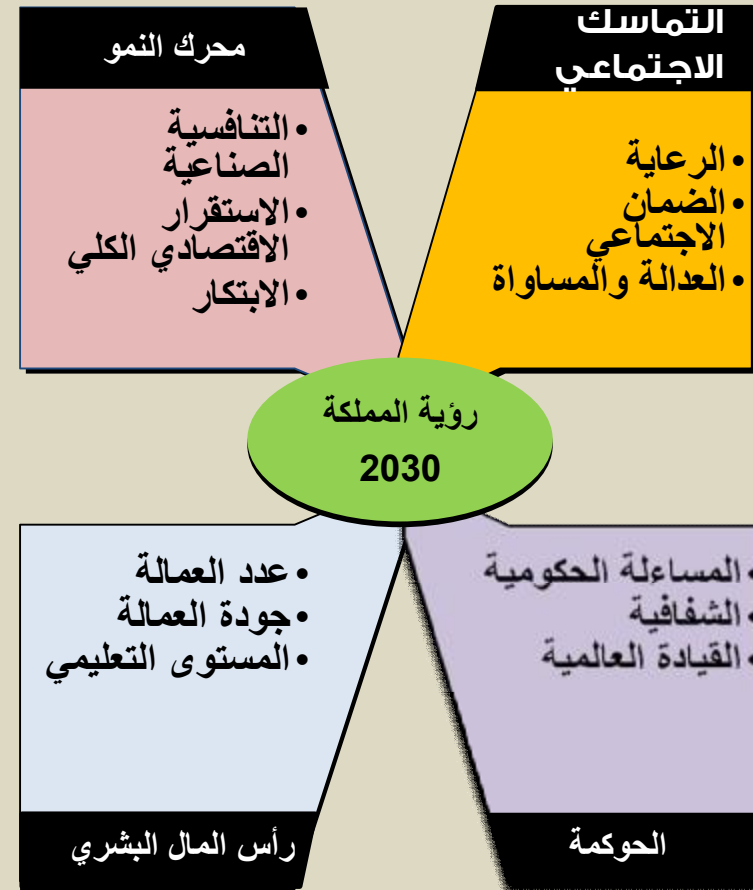 التماسك
الاجتماعي
•الرعاية
•الضمان
الاجتماعي
•العدالة والمساواة
محرك النمو
•التنافسية
الصناعية
•الاستقرار
الاقتصادي الكلي
•الابتكار
رؤية المملكة
2030
•المساءلة الحكومية
•الشفافية
•القيادة العالمية
الحوكمة
•عدد العمالة
•جودة العمالة
•المستوى التعليمي
رأس المال البشري